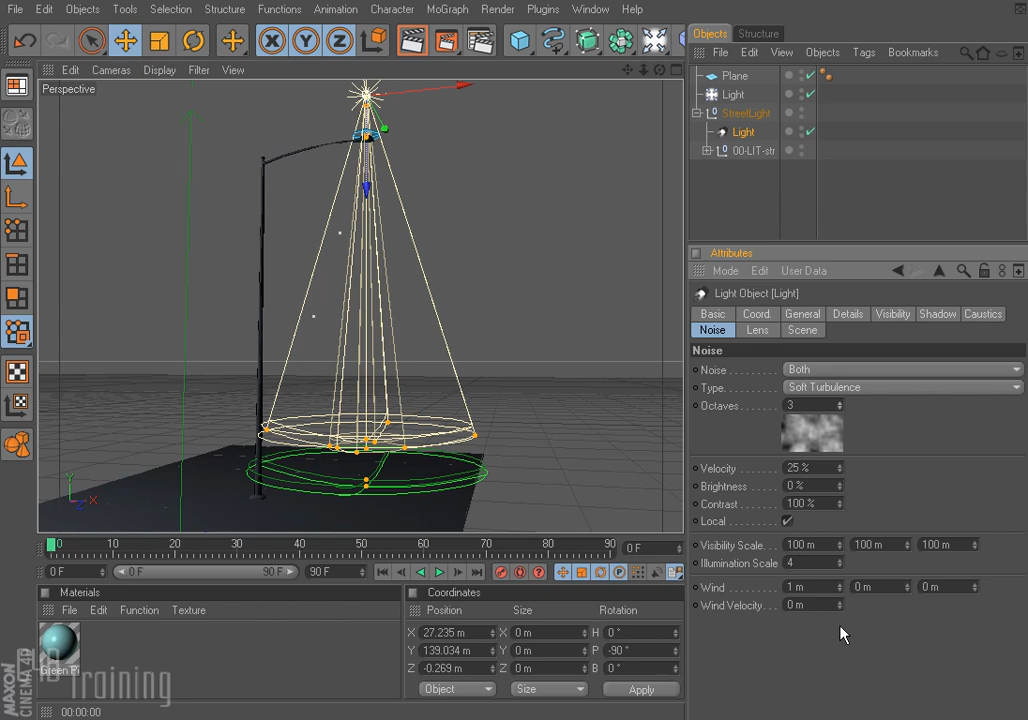 File Edit Objects Tools Selection Structure Functions Animation Character MoGraph Render Plugins Window Help
Objects Structure
File Edit View Objects Tags Bookmarks
Edit Cameras Display Filter View
Perspective
Plane
Light
StreetLight
Light
00-LIT-str
Y
X
Z
Attributes
Mode Edit User Data
Light Object [Light]
Basic Coord. General Details Visibility Shadow Caustics
Noise Lens Scene
Noise
Noise Both
Type. Soft Turbulence
Octaves 3
Velocity 25 %
Brightness 0 %
Contrast 100 %
Local
Visibility Scale. 100 m 100 m 100 m
Illumination Scale 4
Wind 1 m 0 m 0 m
Wind Velocity 0 m
0 10 20 30 40 50 60 70 80 90 0 F
0 F 0 F 90 F 90 F
Materials
File Edit Function Texture
Coordinates
Position Size Rotation
X 27.235 m X 0 m H 0 °
Y 139.034 m Y 0 m P -90 °
Z -0.269 m Z 0 m B 0 °
Object Size Apply
MAXON
CINEMA 4D
Training
00:00:00